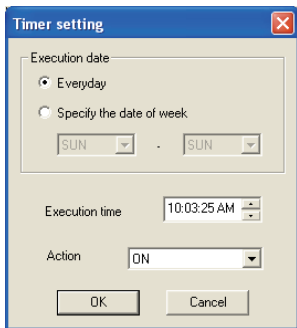 Timer setting
Execution date
Everyday
Specify the date of week
SUN - SUN
Execution time 10:03:25 AM
Action ON
OK Cancel